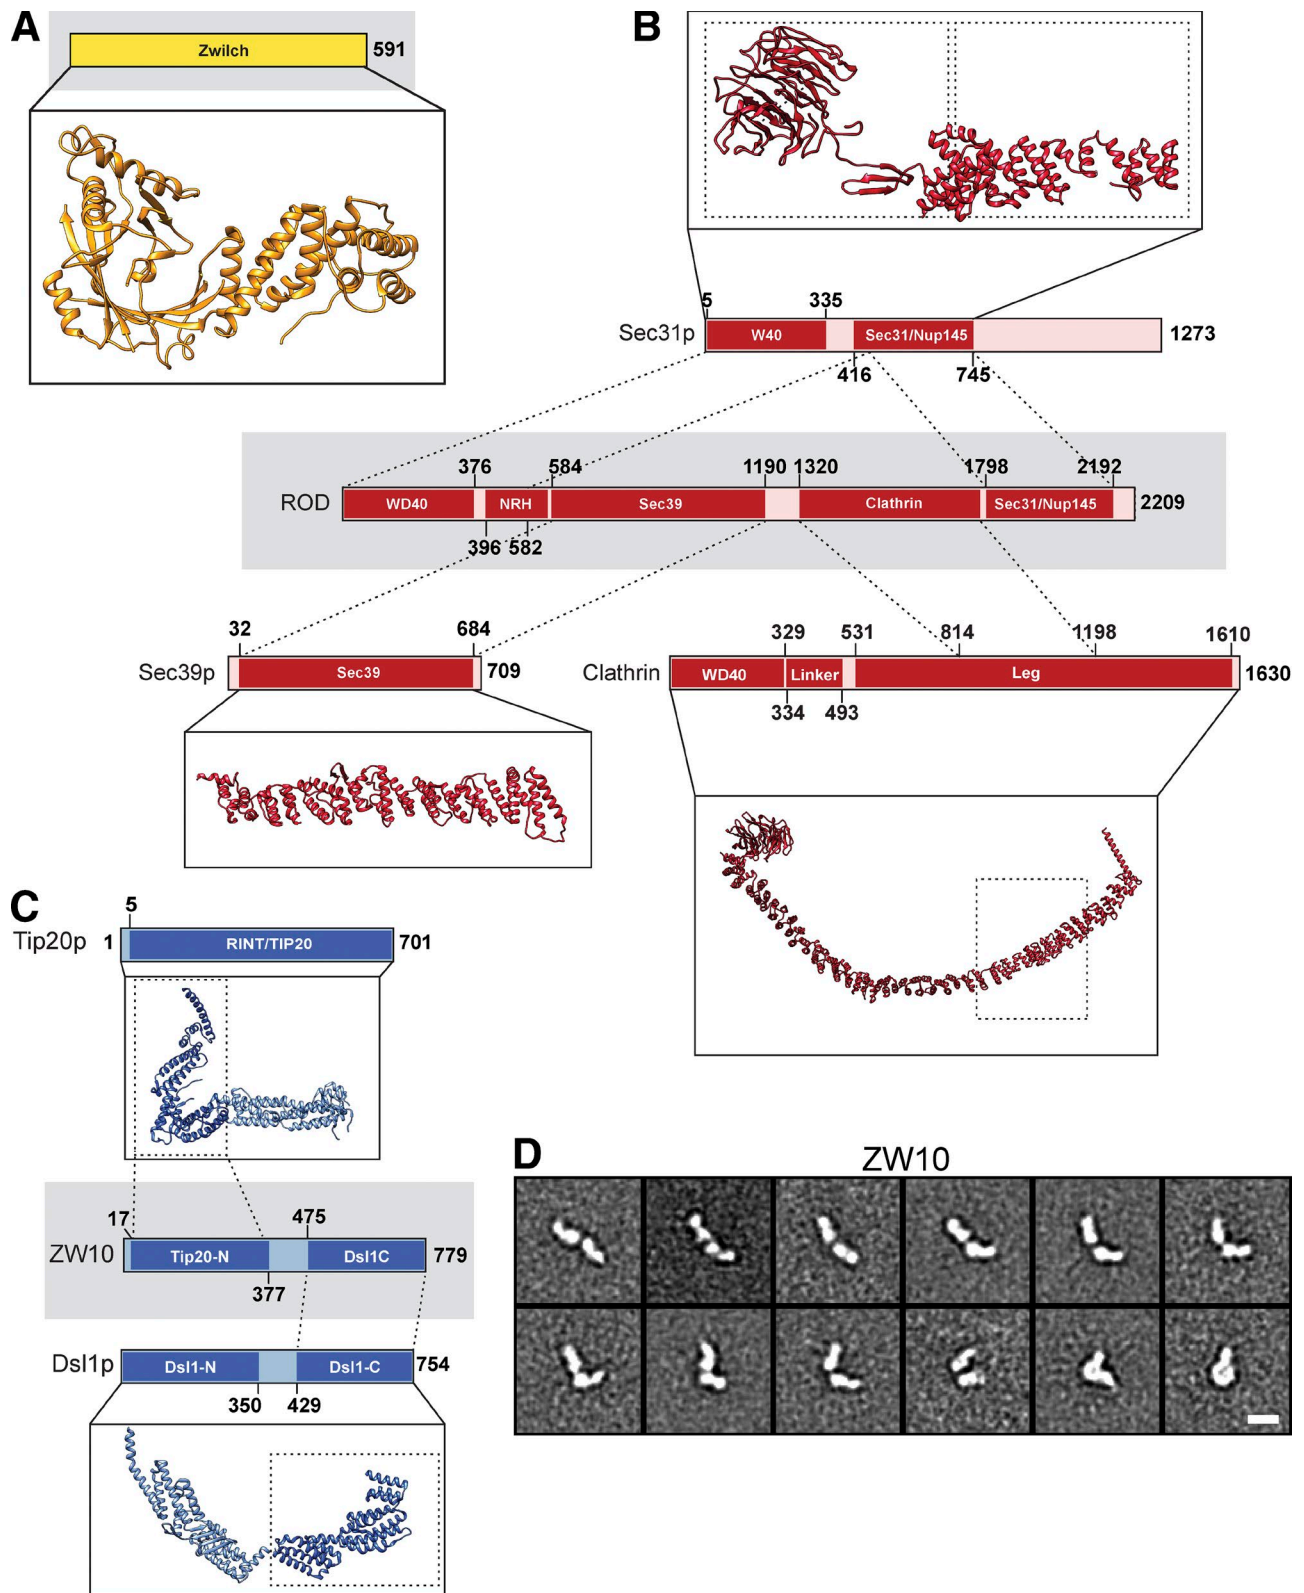 A
Zwilch
591
B
5
335
Sec31p
W40
Sec31/Nup145
1273
416
745
376
584
1190
1320
1798
2192
ROD
WD40
NRH
Sec39
Clathrin
Sec31/Nup145
2209
396
582
32
684
Sec39p
Sec39
709
329
531
814
1198
1610
Clathrin
WD40
Linker
Leg
1630
334
493
C
5
Tip20p
1
RINT/TIP20
701
17
475
ZW10
Tip20-N
Dsl1C
779
377
Dsl1p
Dsl1-N
Dsl1-C
754
350
429
D
ZW10